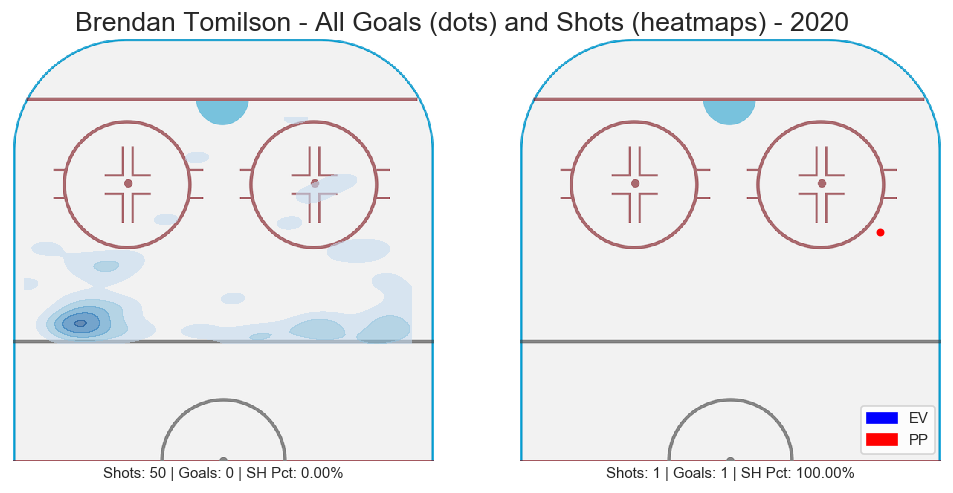 Brendan Tomilson - All Goals (dots) and Shots (heatmaps) - 2020
EV
PP
Shots: 50 | Goals: 0 | SH Pct: 0.00%
Shots: 1 | Goals: 1 | SH Pct: 100.00%